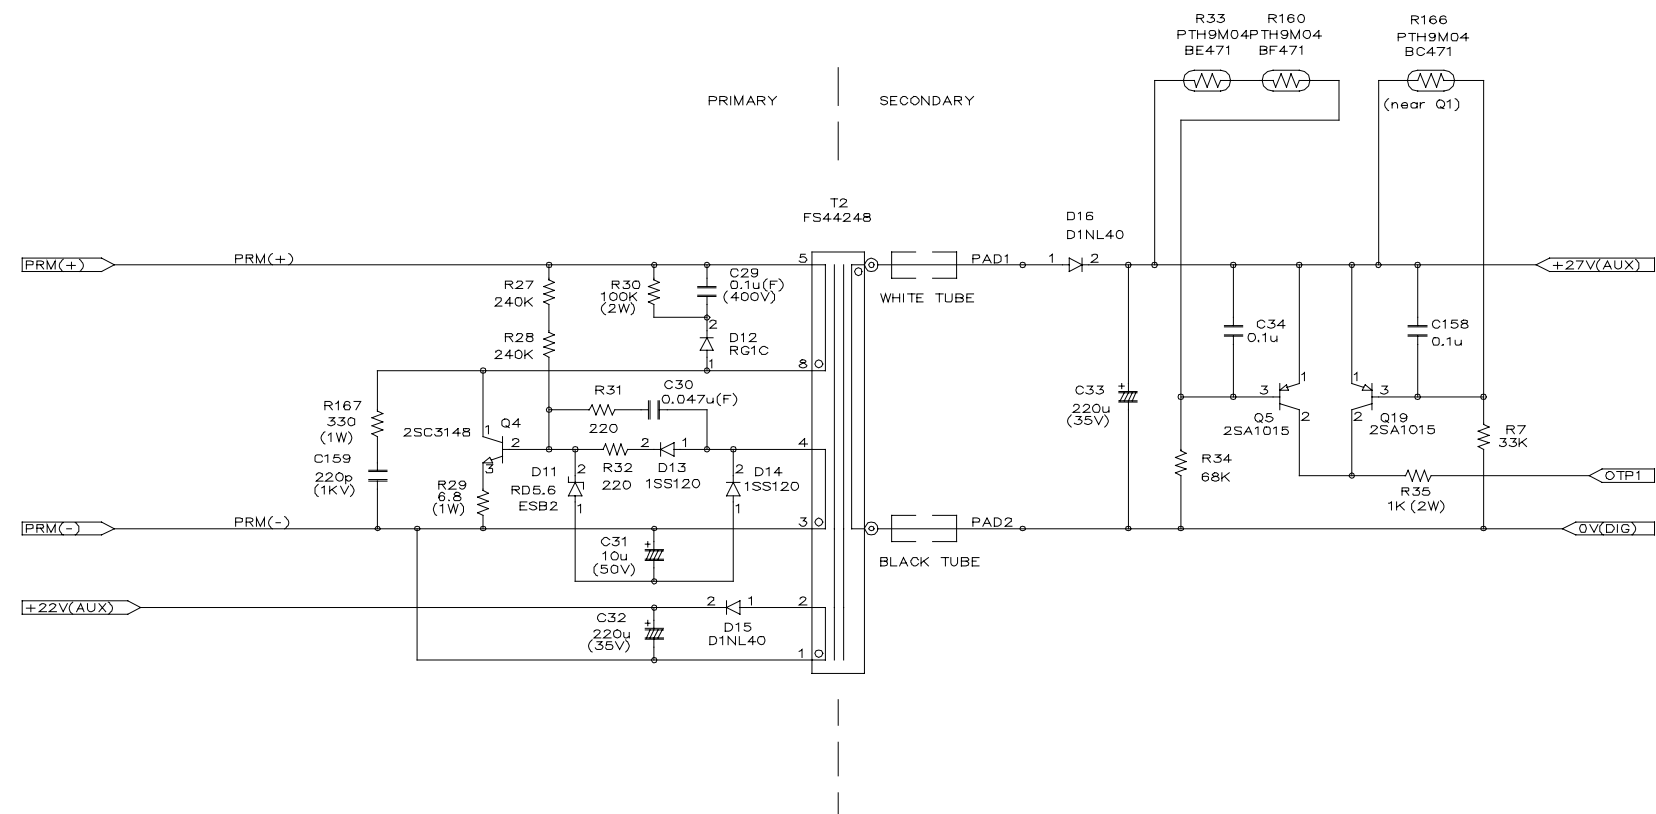 R33
PTH9M04
BE471
R160
PTH9M04
BF471
R166
PTH9M04
BC471
(near Q1)
PRIMARY
SECONDARY
T2
FS44248
D16
D1NL40
PRM(+)
PRM(+)
5
PAD1
1
2
+27V(AUX)
WHITE TUBE
R27
240K
R30
100K
(2W)
C29
0.1u(F)
(400V)
R28
240K
2
D12
RG1C
1
8
C34
0.1u
C158
0.1u
R167
330
(1W)
R31
220
C30
0.047u(F)
C33
+
220u
(35V)
3
1
Q5
2SA1015
2
1
3
Q19
2SA1015
2
R7
33K
2SC3148
1
Q4
2
3
2
1
4
C159
220p
(1KV)
R29
6.8
(1W)
D11
RD5.6
ESB2
2
1
R32
220
D13
1SS120
2
D14
1SS120
1
R34
68K
R35
1K (2W)
OTP1
PRM(-)
PRM(-)
3
PAD2
0V(DIG)
BLACK TUBE
C31
+
10u
(50V)
+22V(AUX)
2
1
2
C32
+
220u
(35V)
D15
D1NL40
1